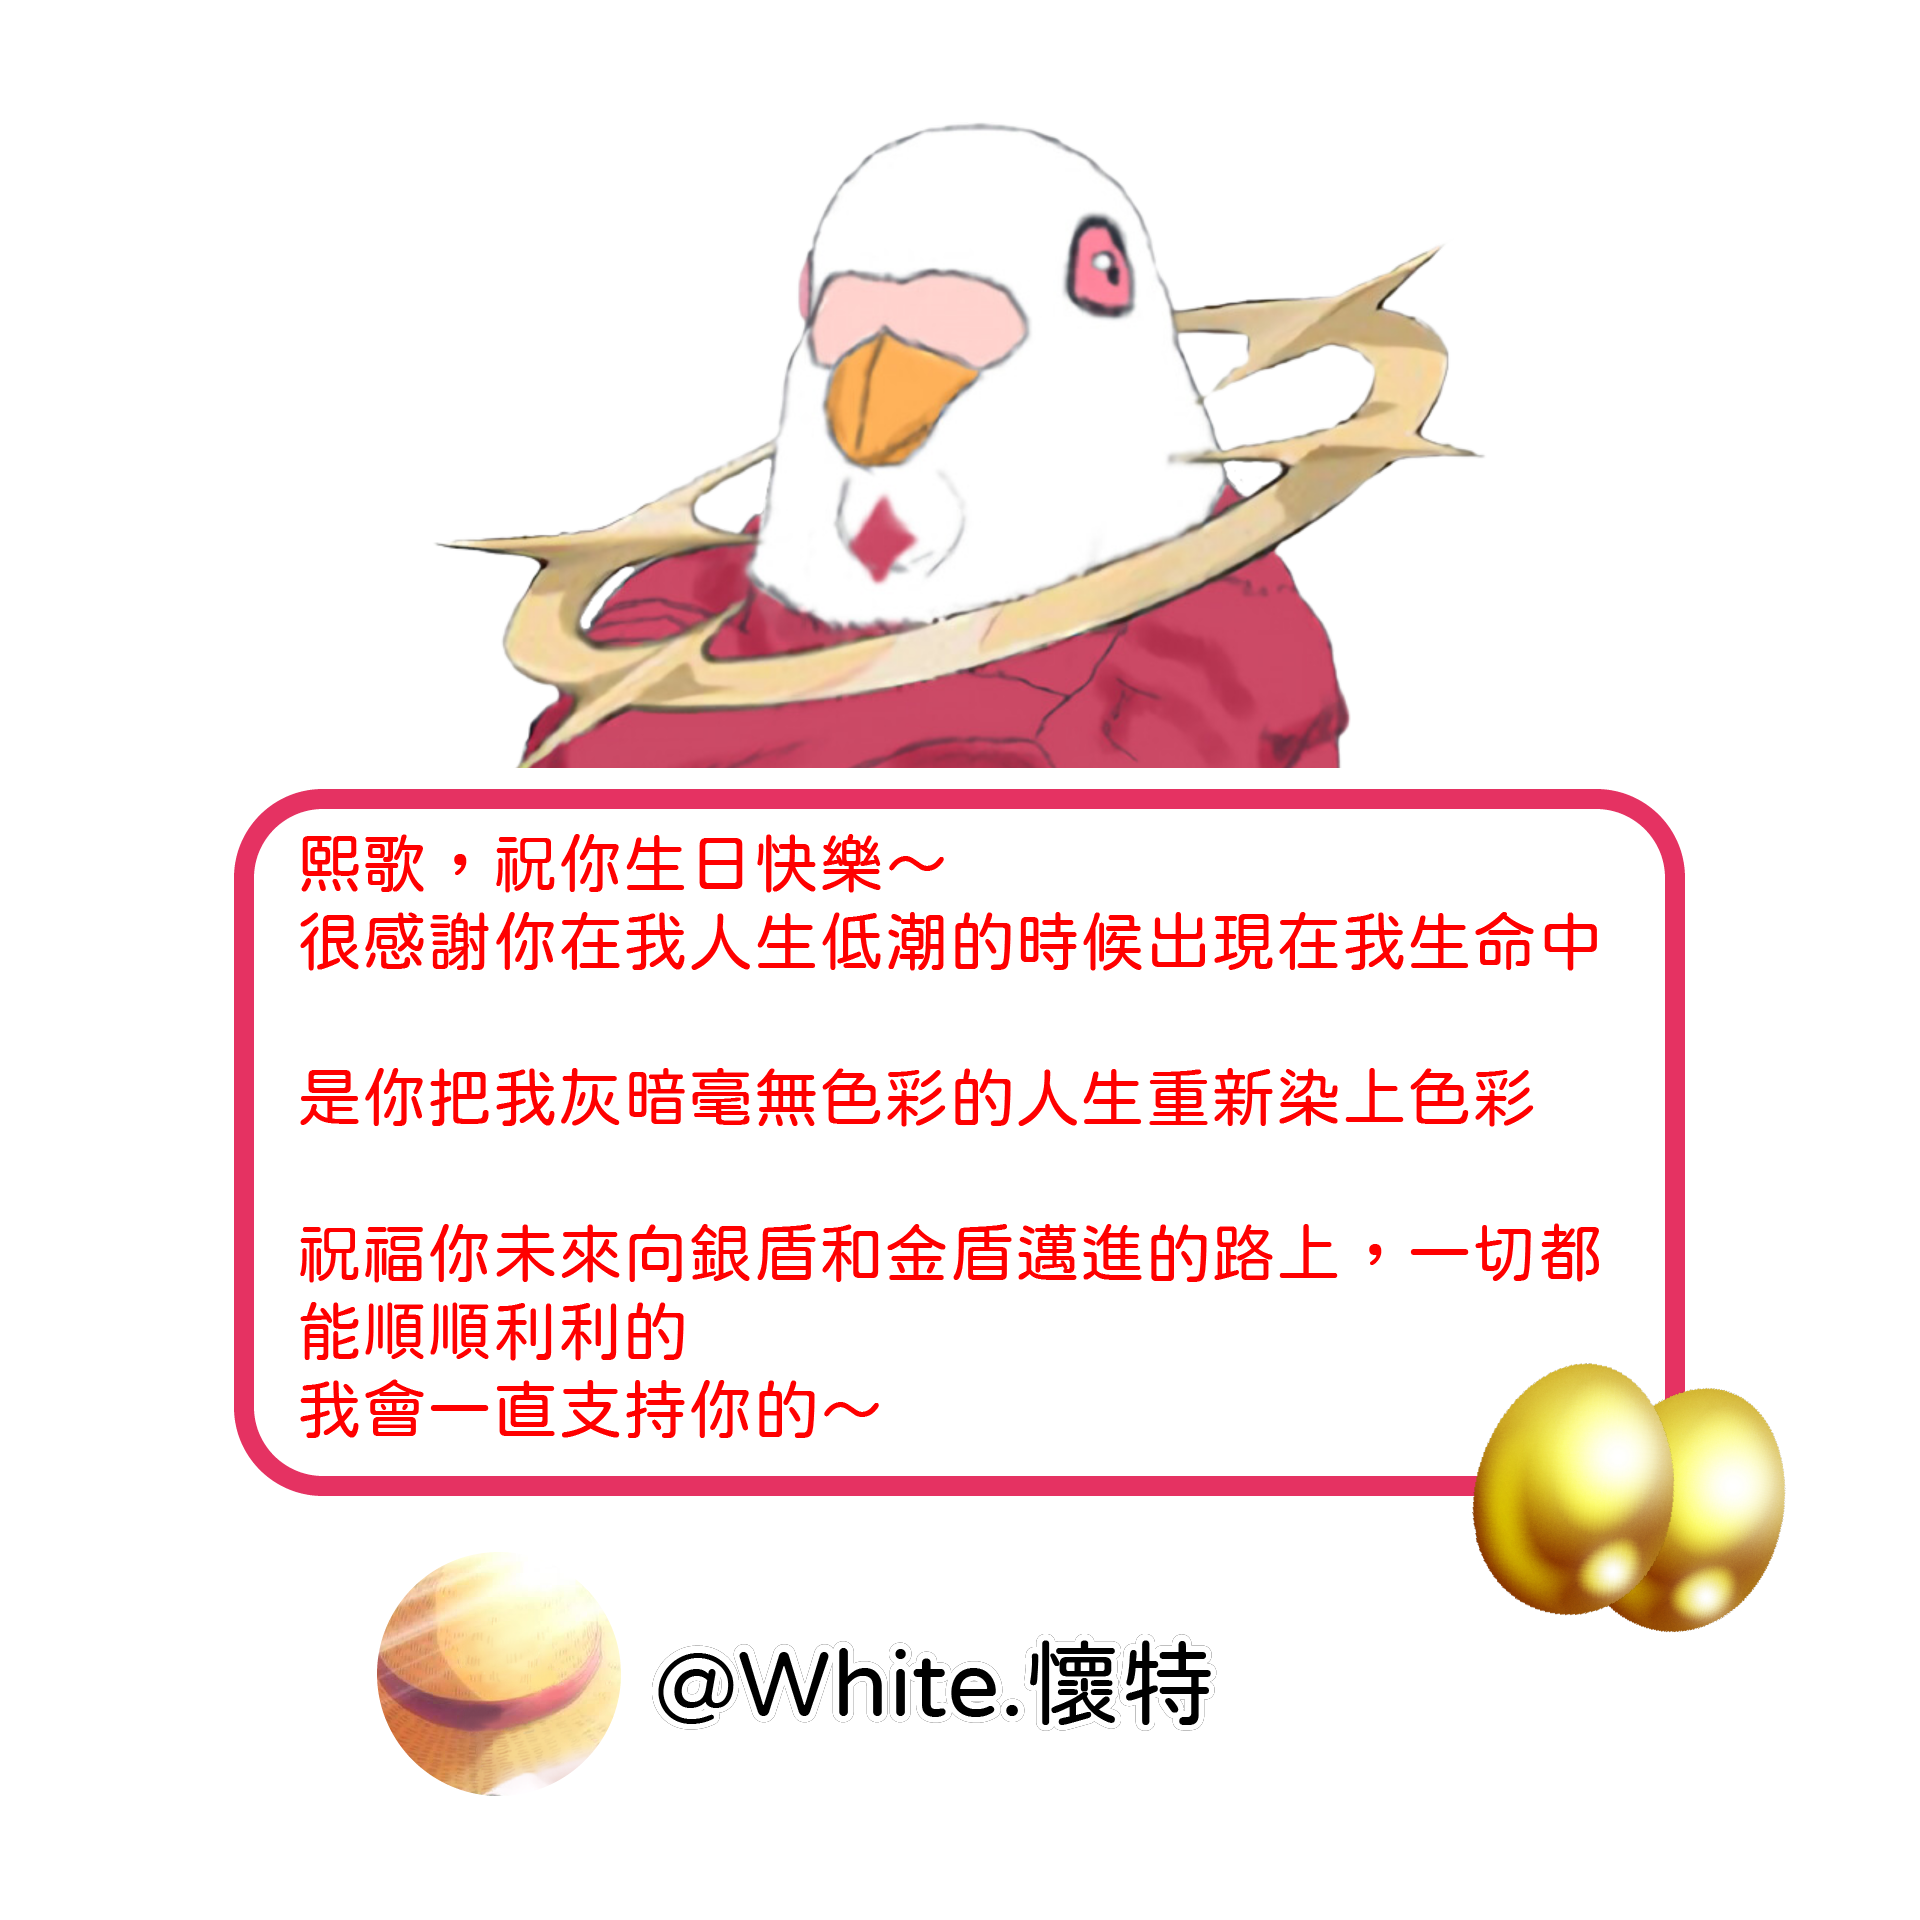 熙歌，祝你生日快樂～
很感謝你在我人生低潮的時候出現在我生命中
是你把我灰暗毫無色彩的人生重新染上色彩
祝福你未來向銀盾和金盾邁進的路上，一切都
能順順利利的
我會一直支持你的～
@White.懷特